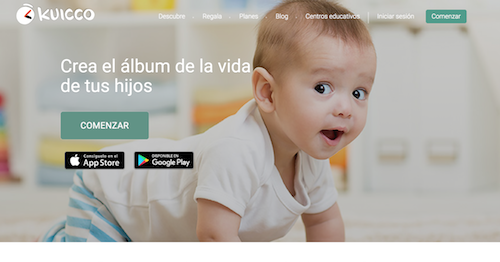 KUICCO
Descubre Regala Planes Blog Centros educativos Iniciar sesión Comenzar
Crea el álbum de la vida
de tus hijos
COMENZAR
Consíguelo en el
App Store
DISPONIBLE EN
Google Play